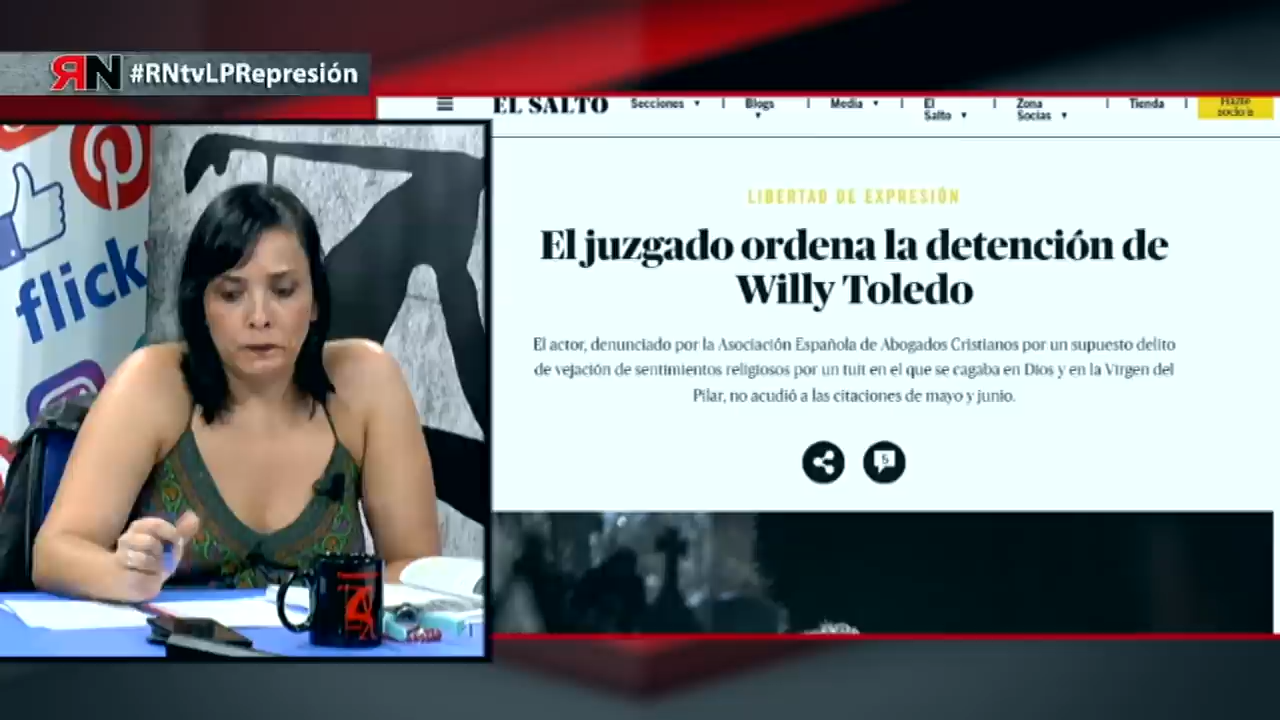 RN #RNtvLPRepresión
EL SALTO
Secciones
Blogs
Media
El Salto
Zona Socias
Tienda
Hazte socio/a
LIBERTAD DE EXPRESIÓN
El juzgado ordena la detención de
Willy Toledo
El actor, denunciado por la Asociación Española de Abogados Cristianos por un supuesto delito
de vejación de sentimientos religiosos por un tuit en el que se cagaba en Dios y en la Virgen del
Pilar, no acudió a las citaciones de mayo y junio.
5
flick